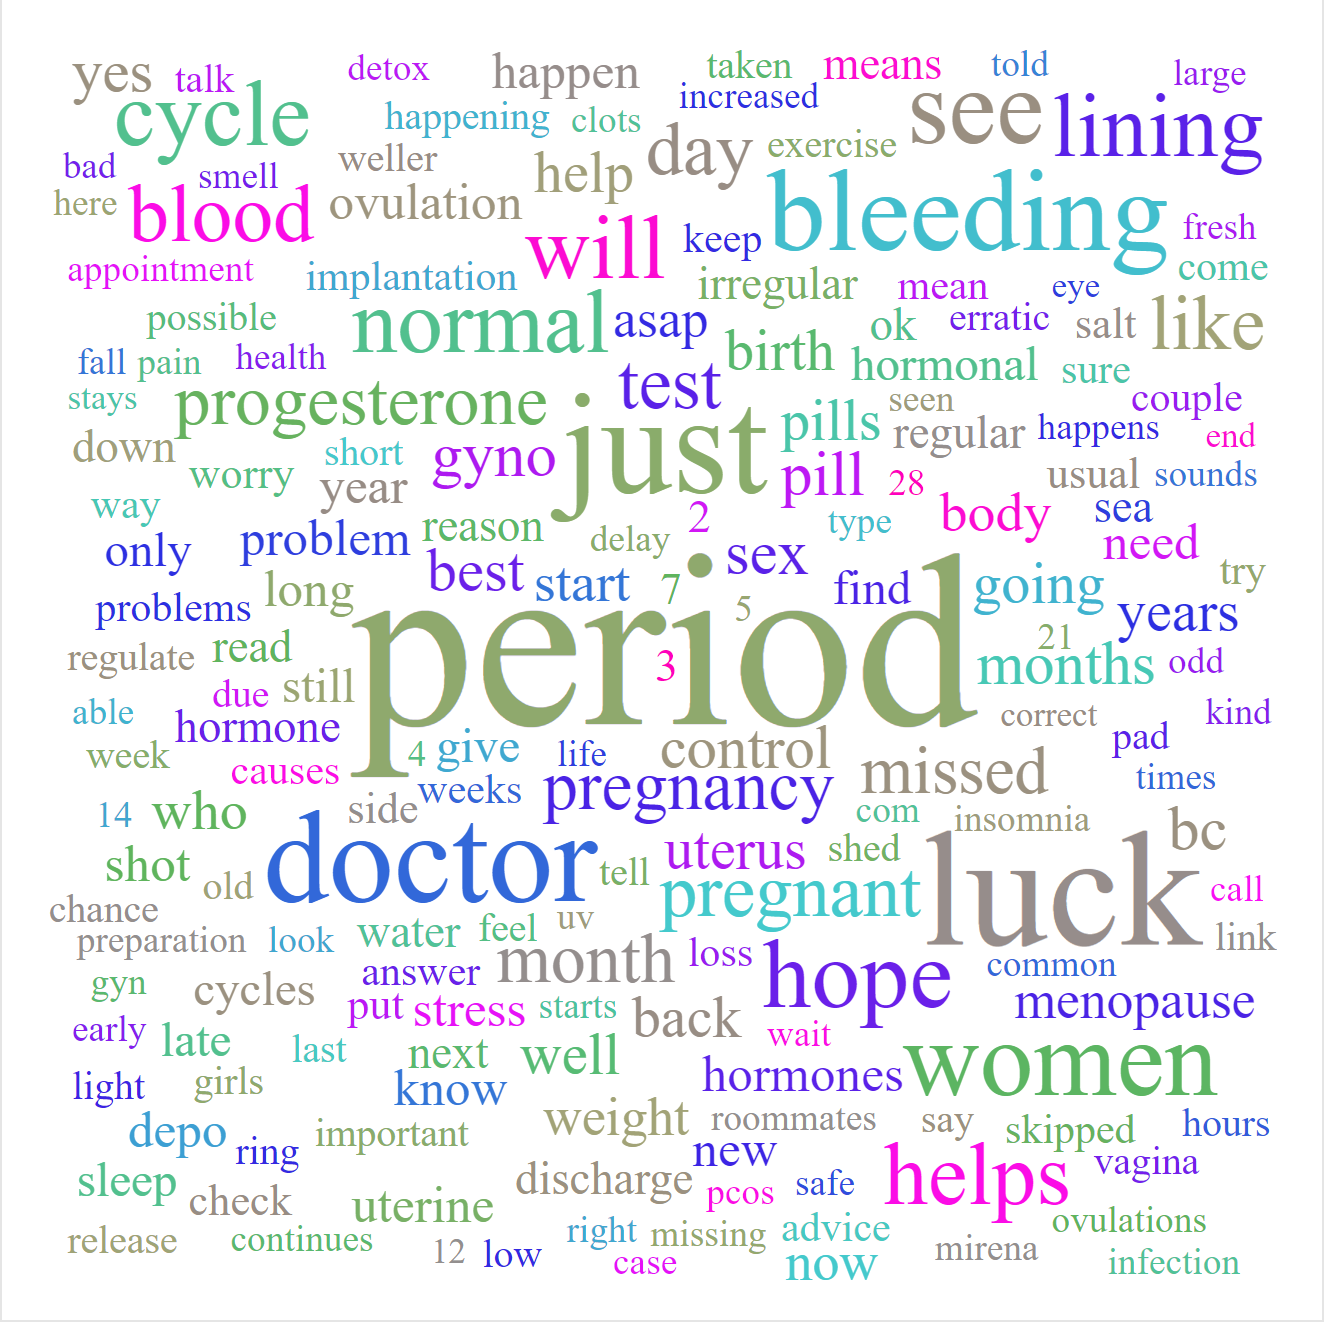 yes
talk
detox
happen
taken
means
told
large
cycle
happening
clots
increased
see
lining
bad
smell
weller
help
day
exercise
here
blood
ovulation
will
keep
bleeding
fresh
come
appointment
implantation
irregular
mean
eye
possible
normal
asap
birth
ok
erratic
salt
like
fall
pain
health
hormonal
sure
stays
progesterone
test
just
pills
seen
regular
couple
happens
end
down
worry
short
year
gyno
pill
28
usual
sounds
way
only
problem
reason
delay
2
type
body
sea
need
long
best
start
7
sex
5
find
going
try
problems
years
regulate
read
period
3
21
months
odd
due
still
able
hormone
correct
kind
week
causes
4
give
life
control
missed
pad
times
14
who
side
weeks
pregnancy
com
insomnia
bc
shot
old
doctor
tell
uterus
shed
luck
call
chance
preparation
look
water
feel
uv
pregnant
link
gyn
cycles
answer
month
loss
hope
common
menopause
early
late
last
put
stress
starts
back
wait
light
girls
next
know
well
hormones
women
depo
ring
important
weight
roommates
say
skipped
hours
sleep
check
uterine
discharge
new
pcos
safe
helps
vagina
release
continues
12
low
right
case
missing
advice
now
mirena
ovulations
infection